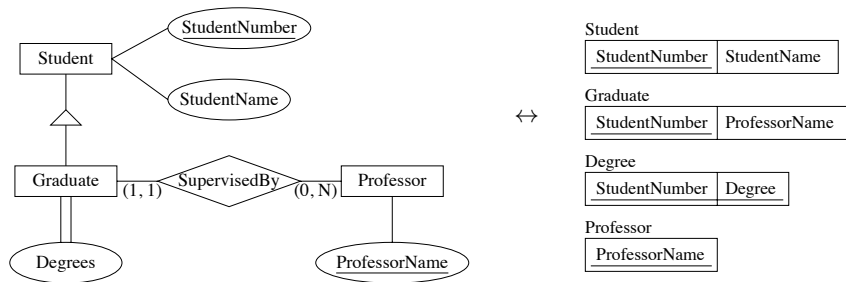 StudentNumber
Student
StudentName
Graduate
(1, 1)
SupervisedBy
(0, N)
Professor
Degrees
ProfessorName
↔
Student
StudentNumber StudentName
Graduate
StudentNumber ProfessorName
Degree
StudentNumber Degree
Professor
ProfessorName